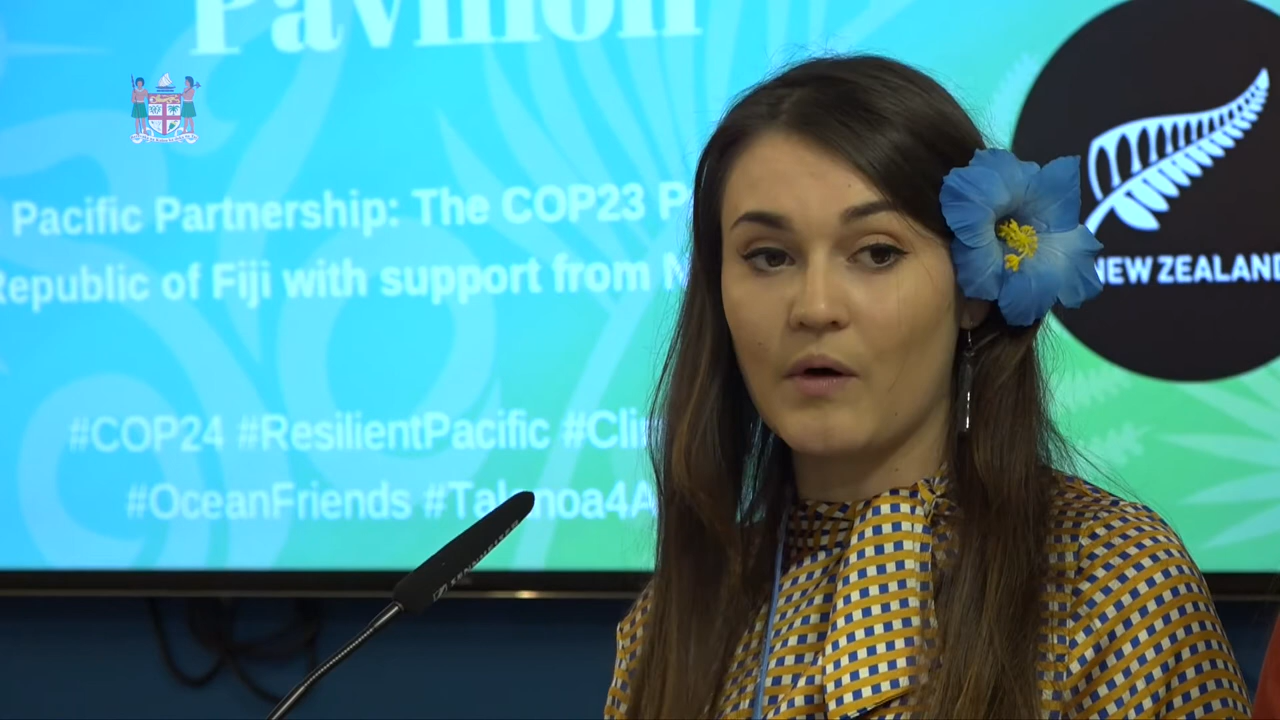 Pavilion
Pacific Partnership: The COP23 P
Republic of Fiji with support from N
NEW ZEALAND
#COP24 #ResilientPacific #Cli
#OceanFriends #Talanoa4A